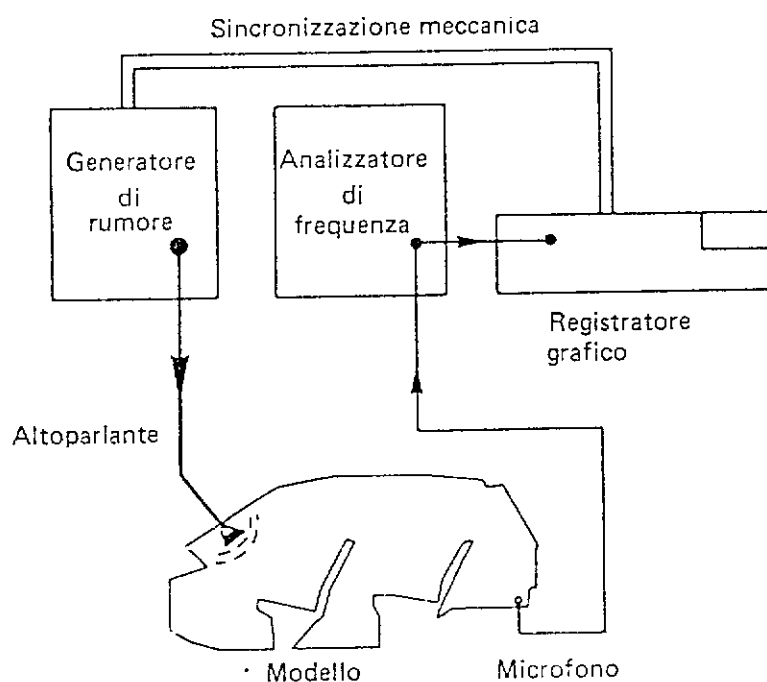 Sincronizzazione meccanica
Generatore
di
rumore
Analizzatore
di
frequenza
Registratore
grafico
Altoparlante
Modello
Microfono